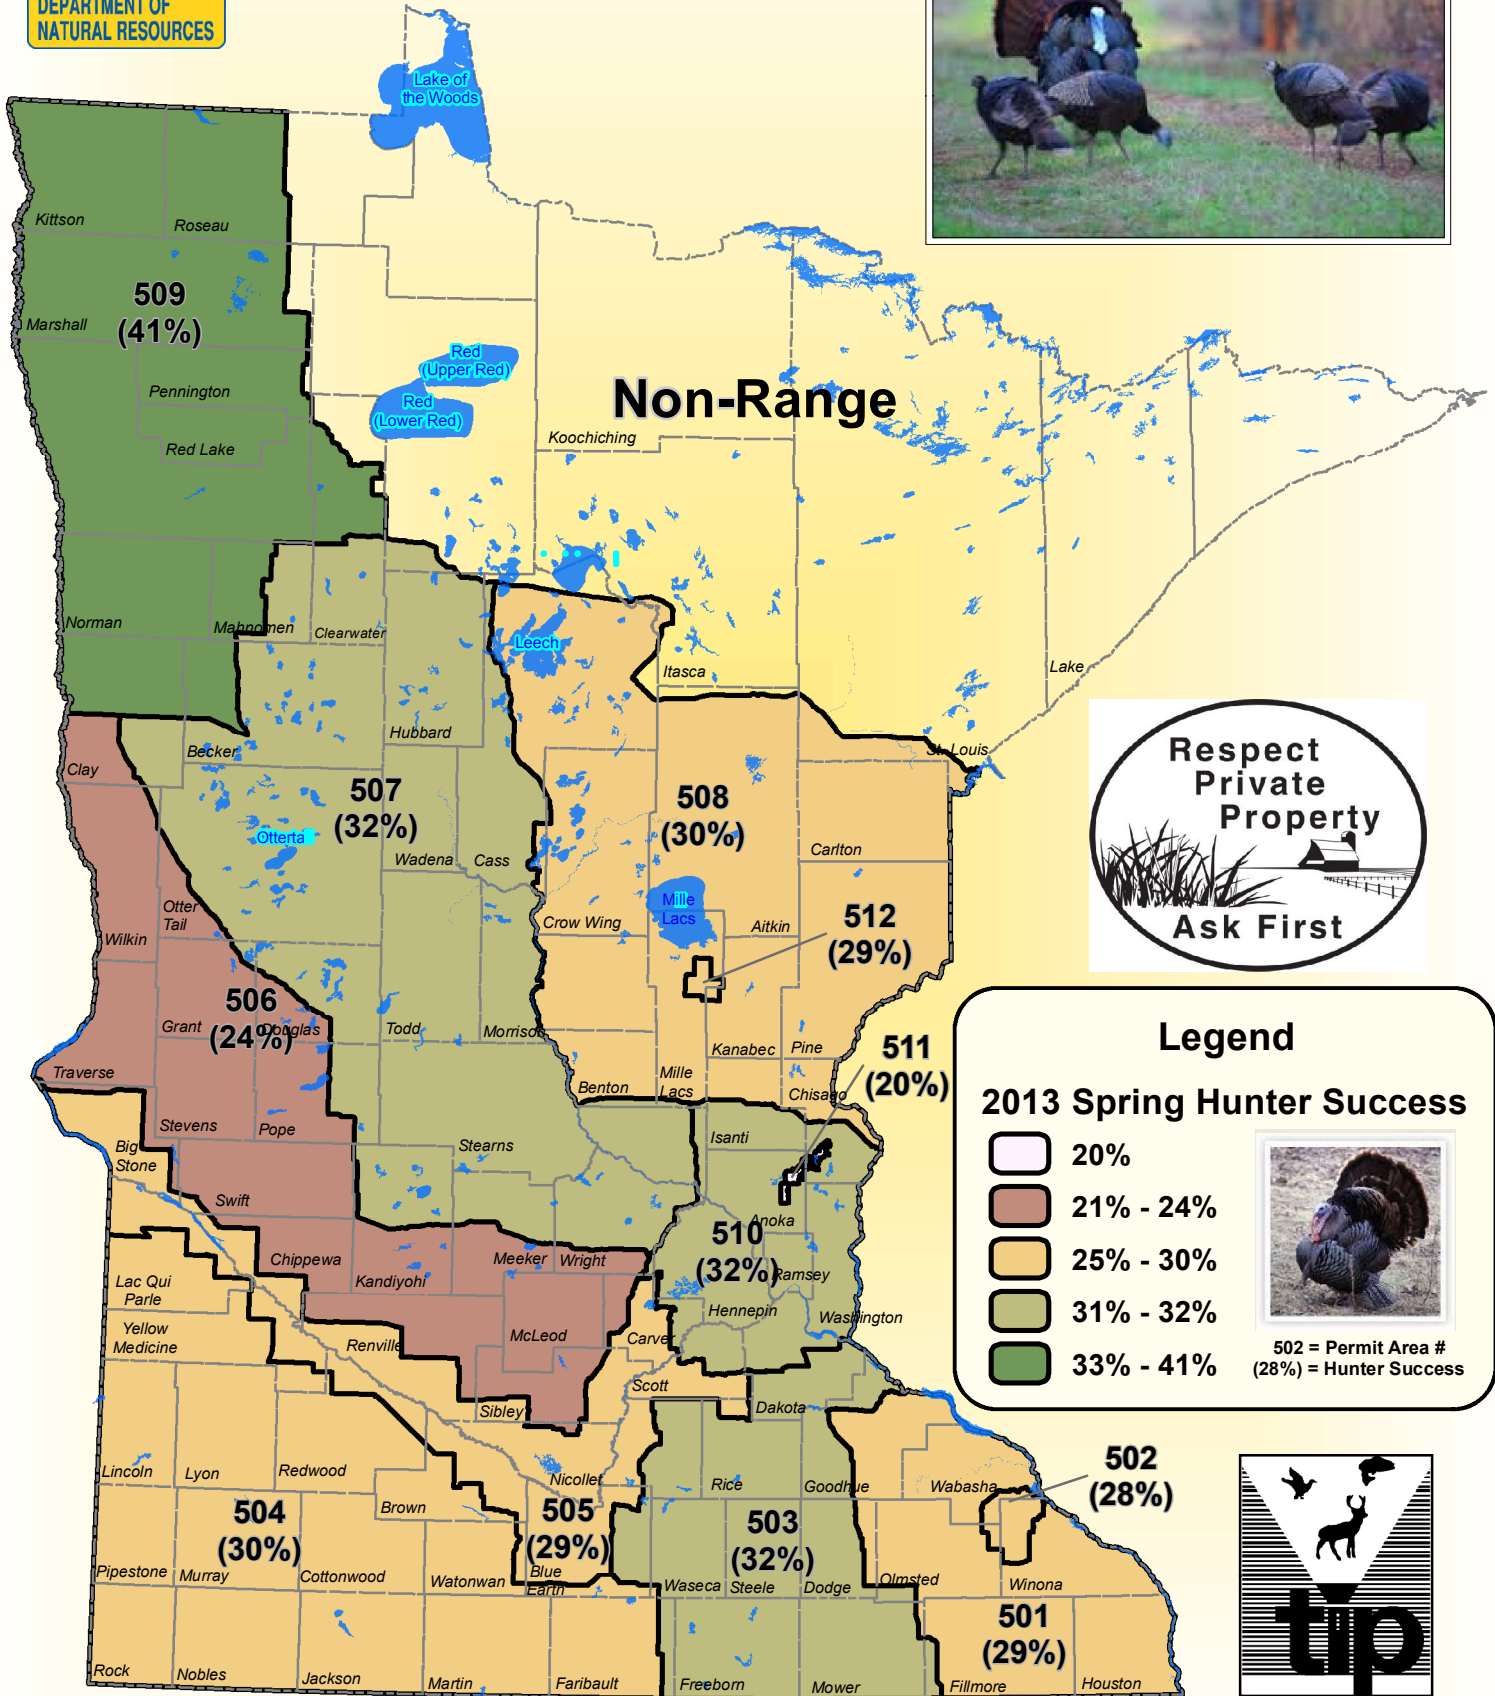 DEPARTMENT OF
NATURAL RESOURCES
Lake of
the Woods
Kittson
Roseau
509
(41%)
Marshall
Red
(Upper Red)
Pennington
Red
(Lower Red)
Non-Range
Koochiching
Red Lake
Norman
Mahnomen
Clearwater
Leech
Itasca
Lake
Hubbard
Becker
St. Louis
Clay
507
(32%)
508
(30%)
Otterta
Wadena
Cass
Carlton
Otter
Tail
Mille
Lacs
Crow Wing
Aitkin
512
(29%)
Wilkin
506
(24%)
Grant
Douglas
Todd
Morrison
Kanabec
Pine
511
(20%)
Traverse
Benton
Mille
Lacs
Chisago
Stevens
Pope
Isanti
Big
Stone
Stearns
Swift
Anoka
510
(32%)
Chippewa
Kandiyohi
Meeker
Wright
Ramsey
Lac Qui
Parle
Hennepin
Washington
Yellow
Medicine
Renville
McLeod
Carver
Scott
Sibley
Dakota
Lincoln
Lyon
Redwood
Nicollet
Rice
Goodhue
Wabasha
502
(28%)
504
(30%)
Brown
505
(29%)
503
(32%)
Pipestone
Murray
Cottonwood
Watonwan
Blue
Earth
Waseca
Steele
Dodge
Olmsted
Winona
501
(29%)
Rock
Nobles
Jackson
Martin
Faribault
Freeborn
Mower
Fillmore
Houston
Respect
Private
Property
Ask First
Legend
2013 Spring Hunter Success
20%
21% - 24%
25% - 30%
31% - 32%
33% - 41%
502 = Permit Area #
(28%) = Hunter Success
tip